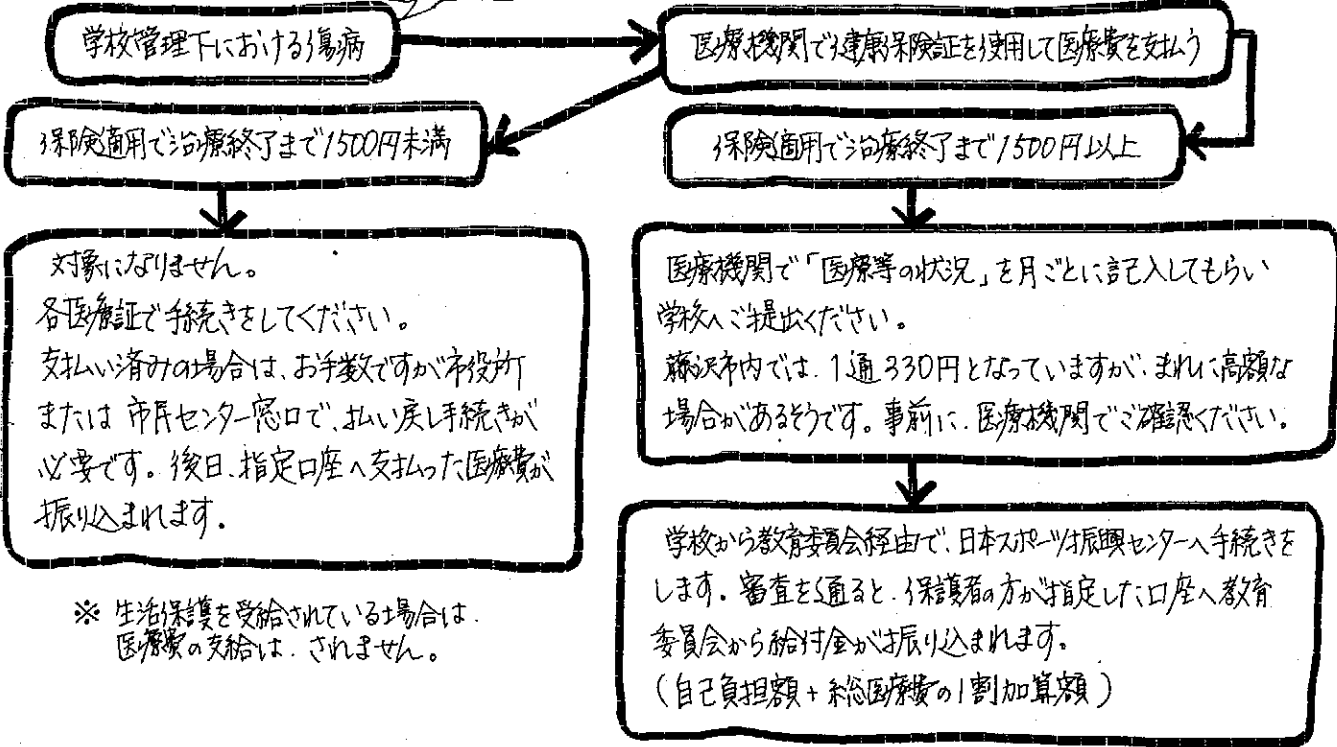 学校管理下における傷病
医療機関で健康保険証を使用して医療費を支払う
保険適用で治療終了まで1500円未満
保険適用で治療終了まで1500円以上
対象になりません。
各医療証で手続きをしてください。
支払い済みの場合は、お手数ですが市役所
または市民センター窓口で、払い戻し手続きが
必要です。後日、指定口座へ支払った医療費が
振り込まれます。
※ 生活保護を受給されている場合は、
医療費の支給は、されません。
医療機関で「医療等の状況」を月ごとに記入してもらい
学校へご提出ください。
藤沢市内では、1通330円となっていますが、まれに高額な
場合があるそうです。事前に、医療機関でご確認ください。
学校から教育委員会経由で、日本スポーツ振興センターへ手続きを
します。審査を通ると、保護者の方が指定した口座へ教育
委員会から給付金が振り込まれます。
(自己負担額+総医療費の1割加算額)